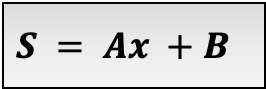 S = Ax + B